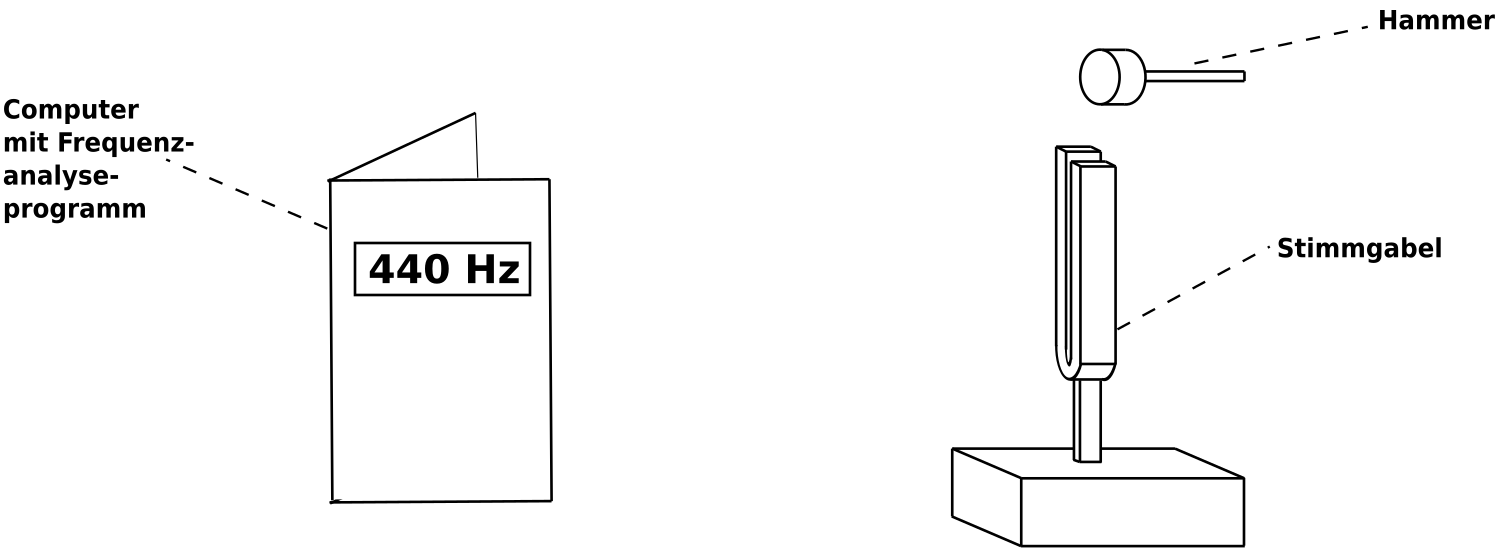 Hammer
Computer
mit Frequenz-
analyse-
programm
440 Hz
Stimmgabel